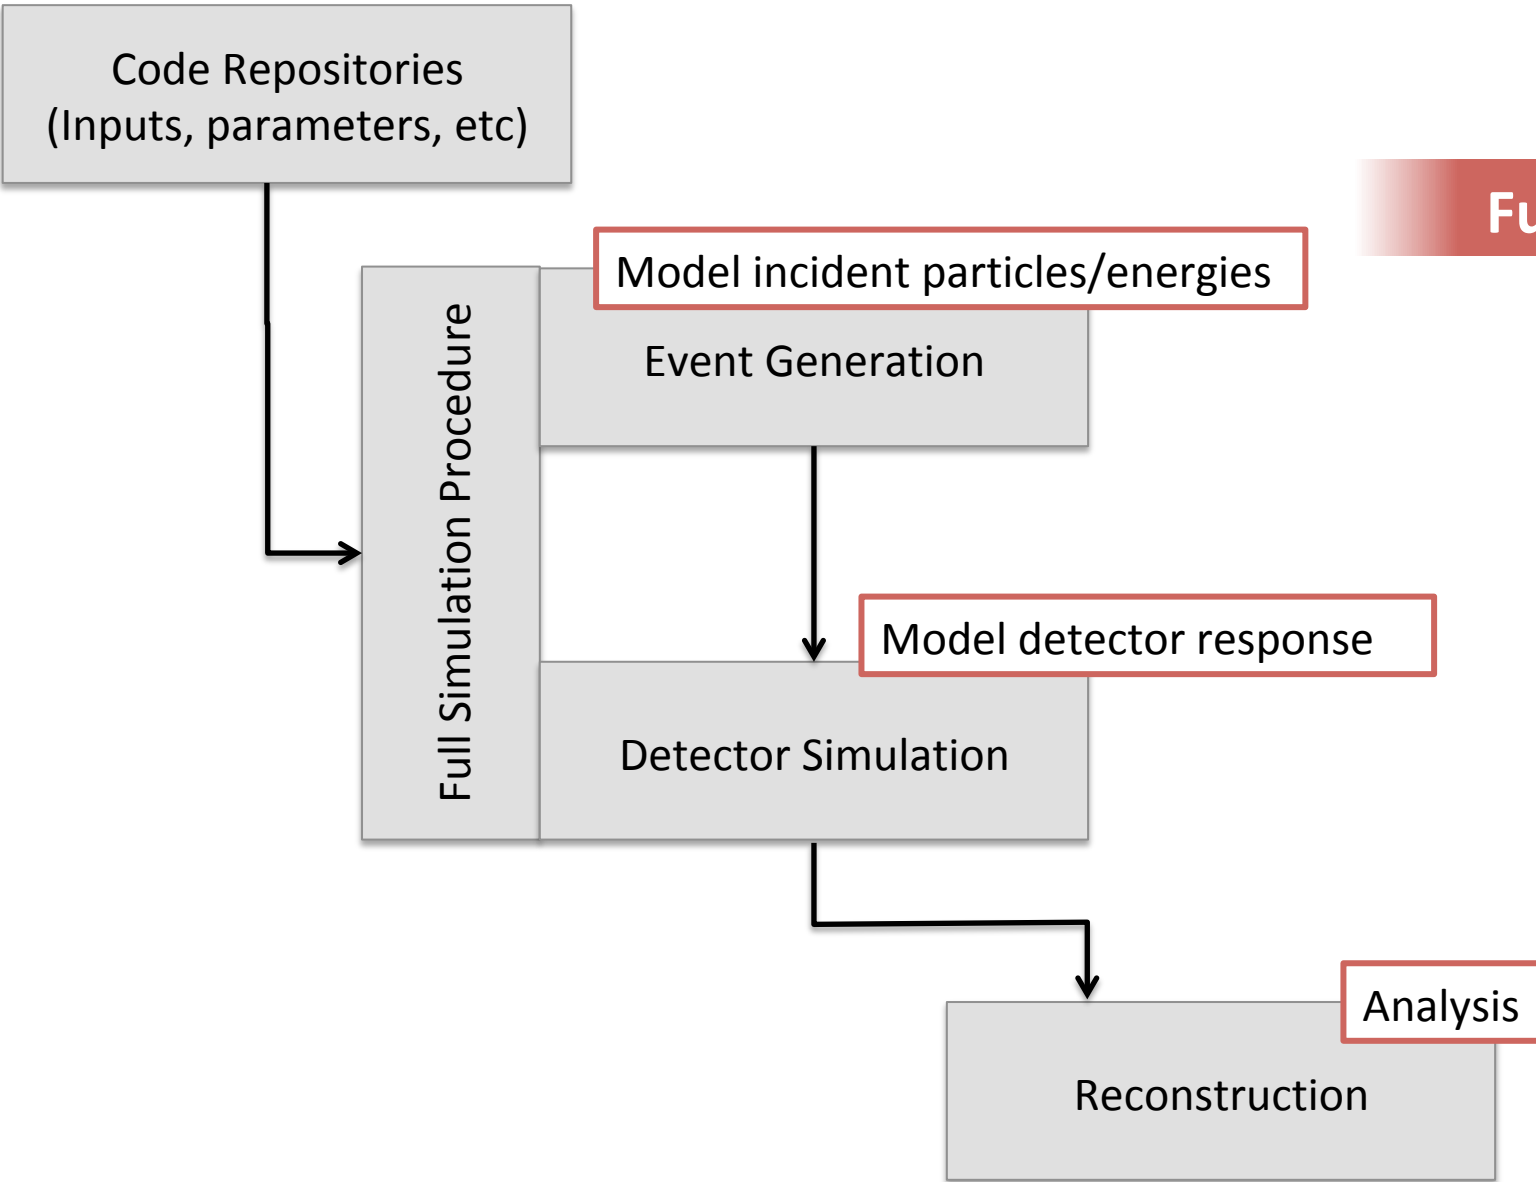 Code Repositories
(Inputs, parameters, etc)
Model incident particles/energies
Event Generation
Full Simulation Procedure
Model detector response
Detector Simulation
Analysis
Reconstruction